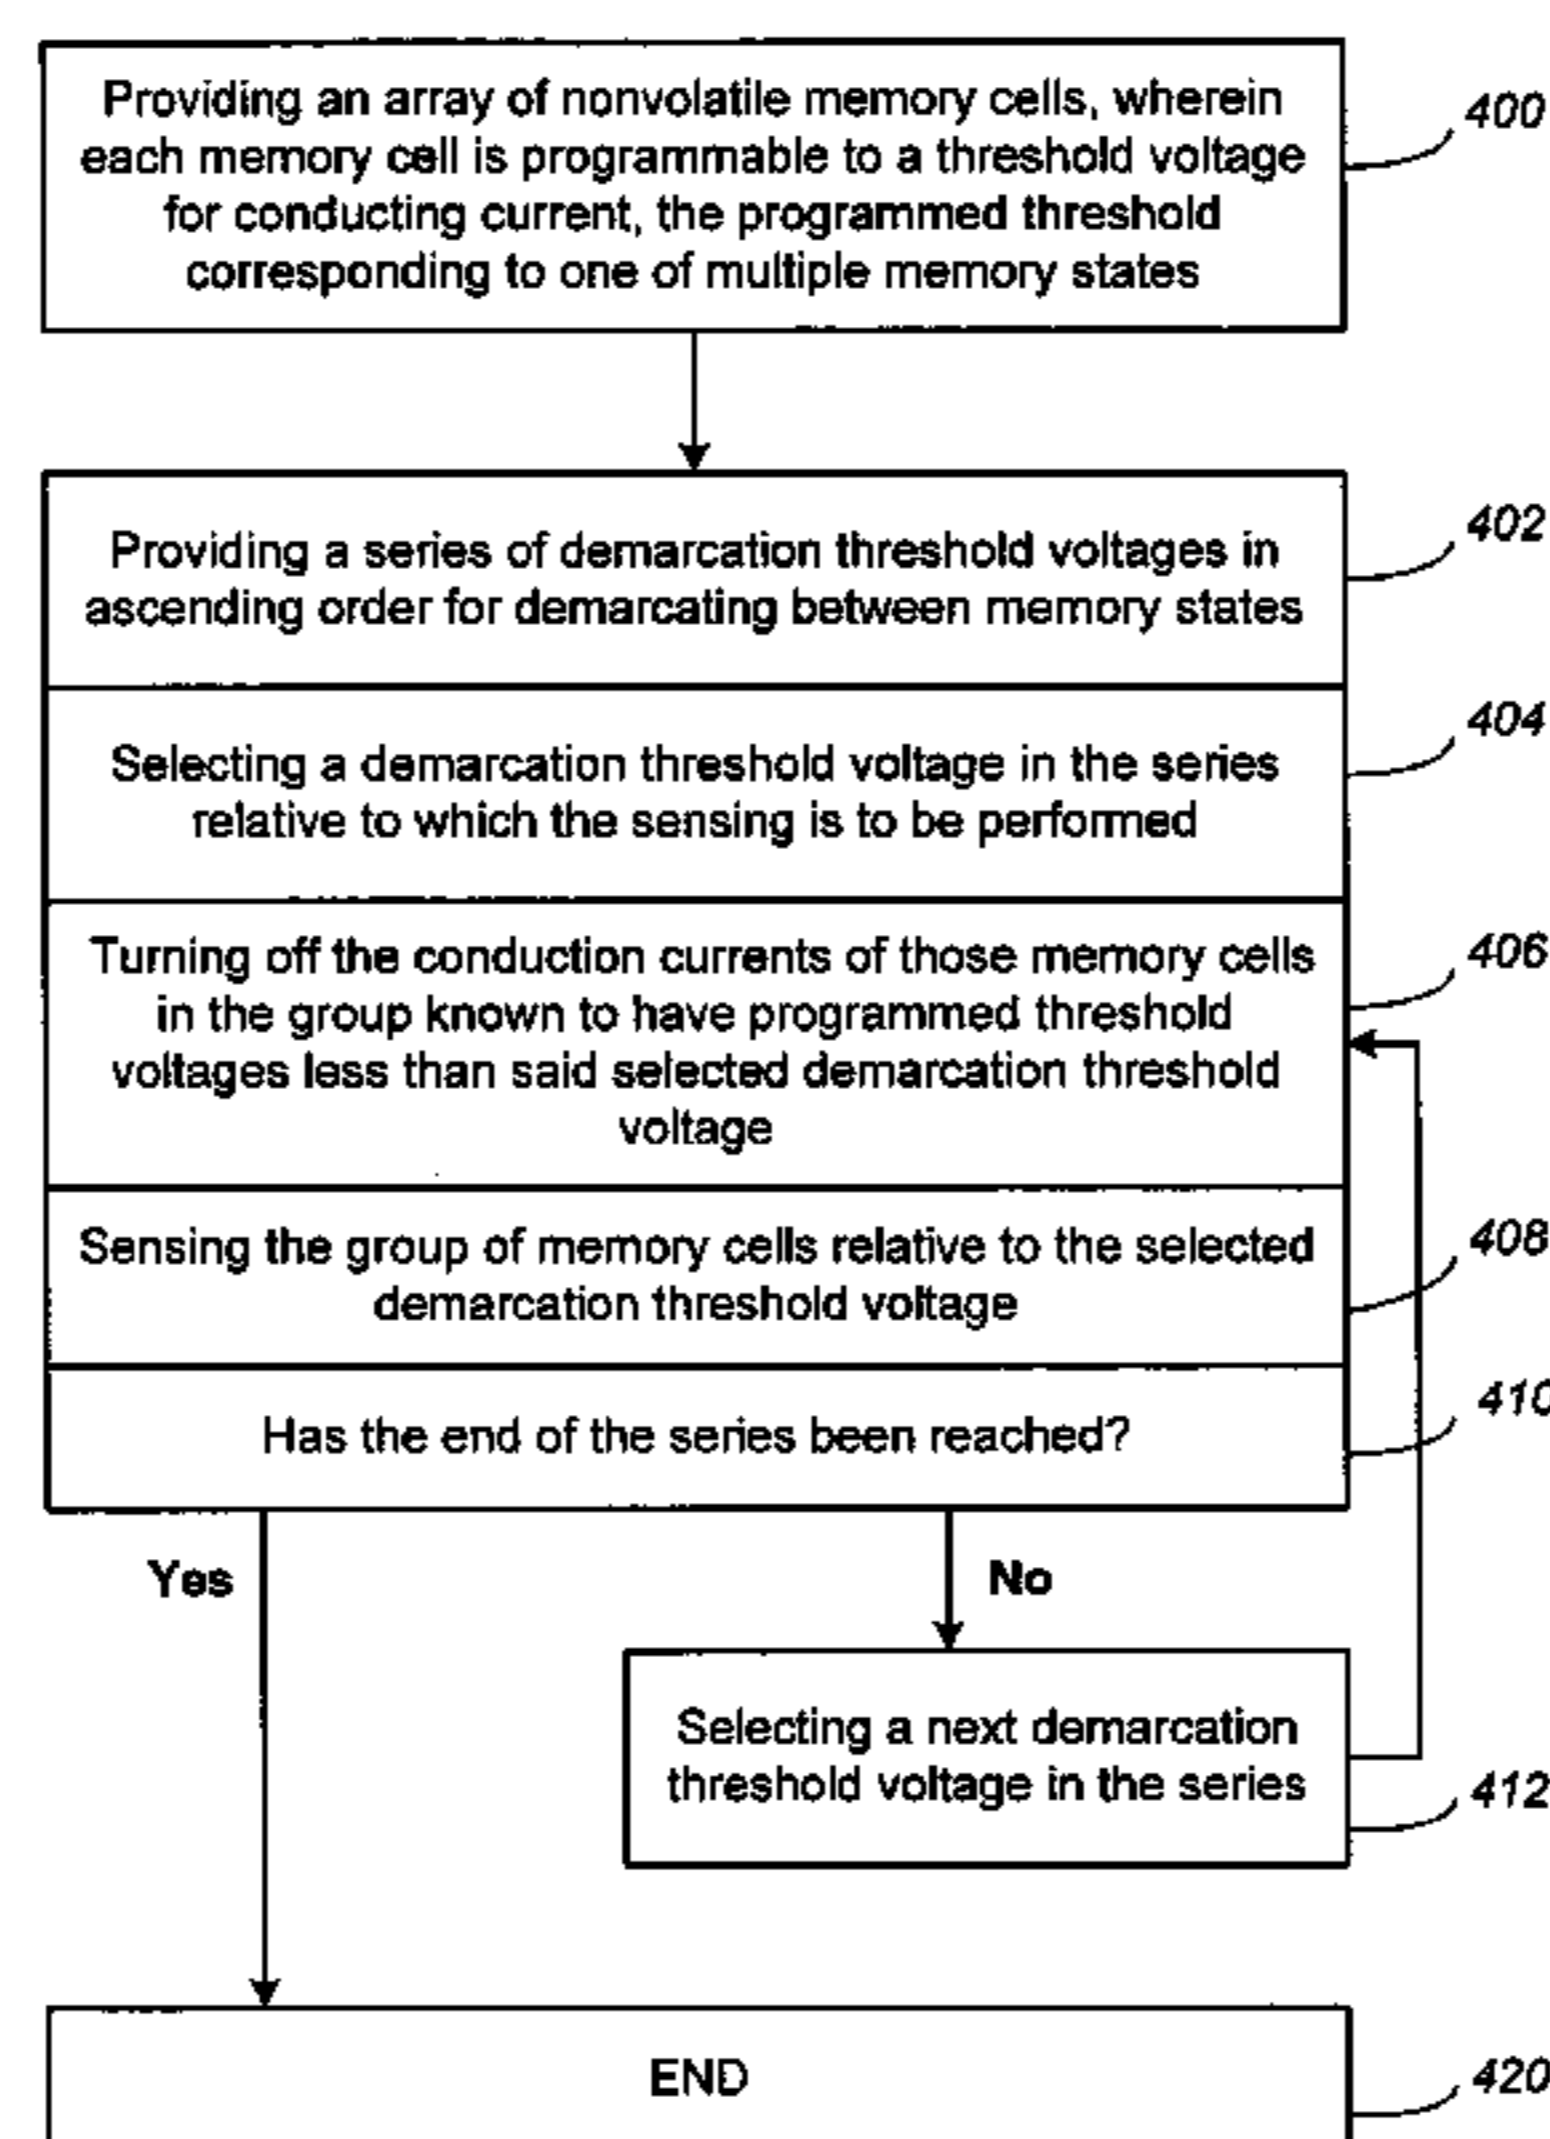 Providing an array of nonvolatile memory cells, wherein
each memory cell is programmable to a threshold voltage
for conducting current, the programmed threshold
corresponding to one of multiple memory states
400
Providing a series of demarcation threshold voltages in
ascending order for demarcating between memory states
402
Selecting a demarcation threshold voltage in the series
relative to which the sensing is to be performed
404
Turning off the conduction currents of those memory cells
in the group known to have programmed threshold
voltages less than said selected demarcation threshold
voltage
406
Sensing the group of memory cells relative to the selected
demarcation threshold voltage
408
Has the end of the series been reached?
410
Yes
No
Selecting a next demarcation
threshold voltage in the series
412
END
420